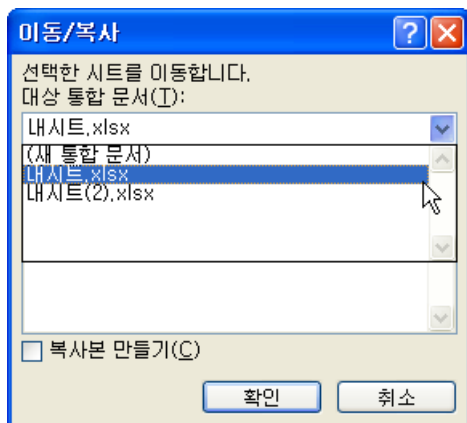 이동/복사
선택한 시트를 이동합니다.
대상 통합 문서(T):
내시트.xlsx
(새 통합 문서)
내시트.xlsx
내시트(2).xlsx
복사본 만들기(C)
확인
취소